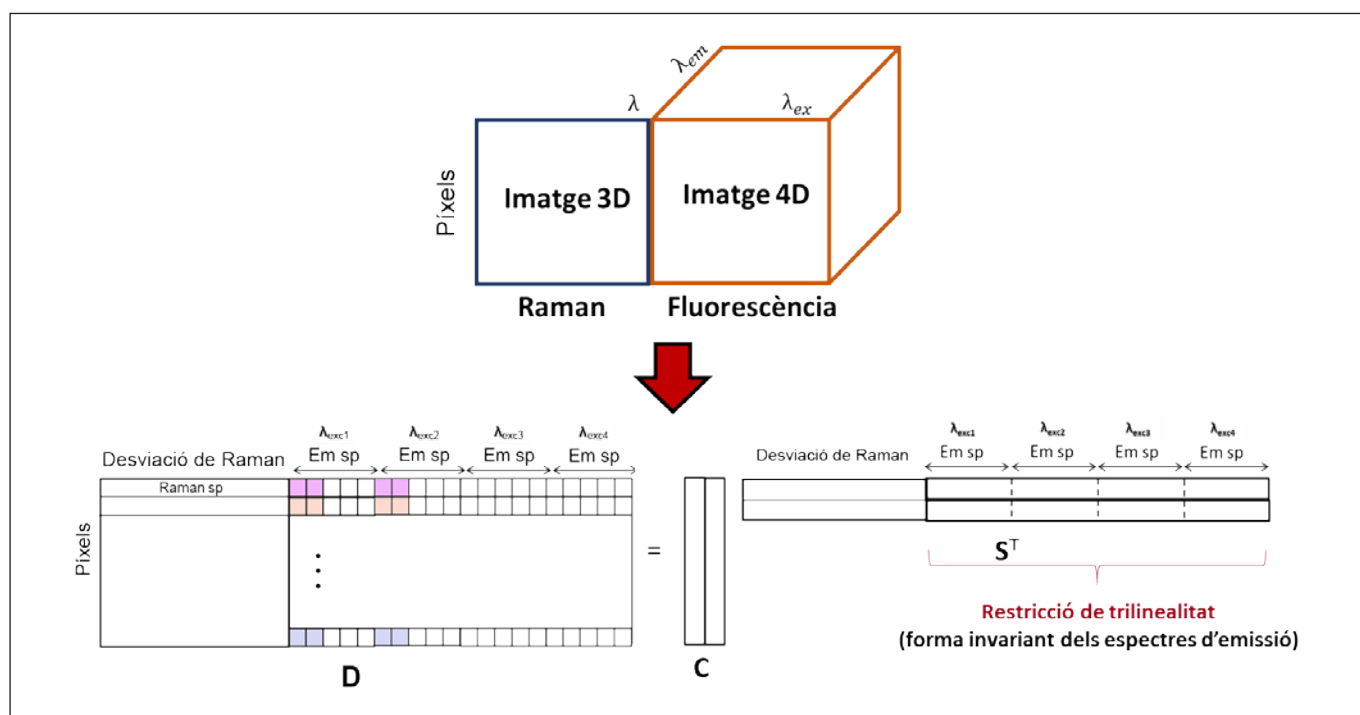 λem
λ
λex
Píxels
Imatge 3D
Imatge 4D
Raman
Fluorescència
λexc1
λexc2
λexc3
λexc4
Desviació de Raman
Em sp
Em sp
Em sp
Em sp
Raman sp
Píxels
D
=
C
λexc1
λexc2
λexc3
λexc4
Desviació de Raman
Em sp
Em sp
Em sp
Em sp
Sᵀ
Restricció de trilinealitat
(forma invariant dels espectres d’emissió)